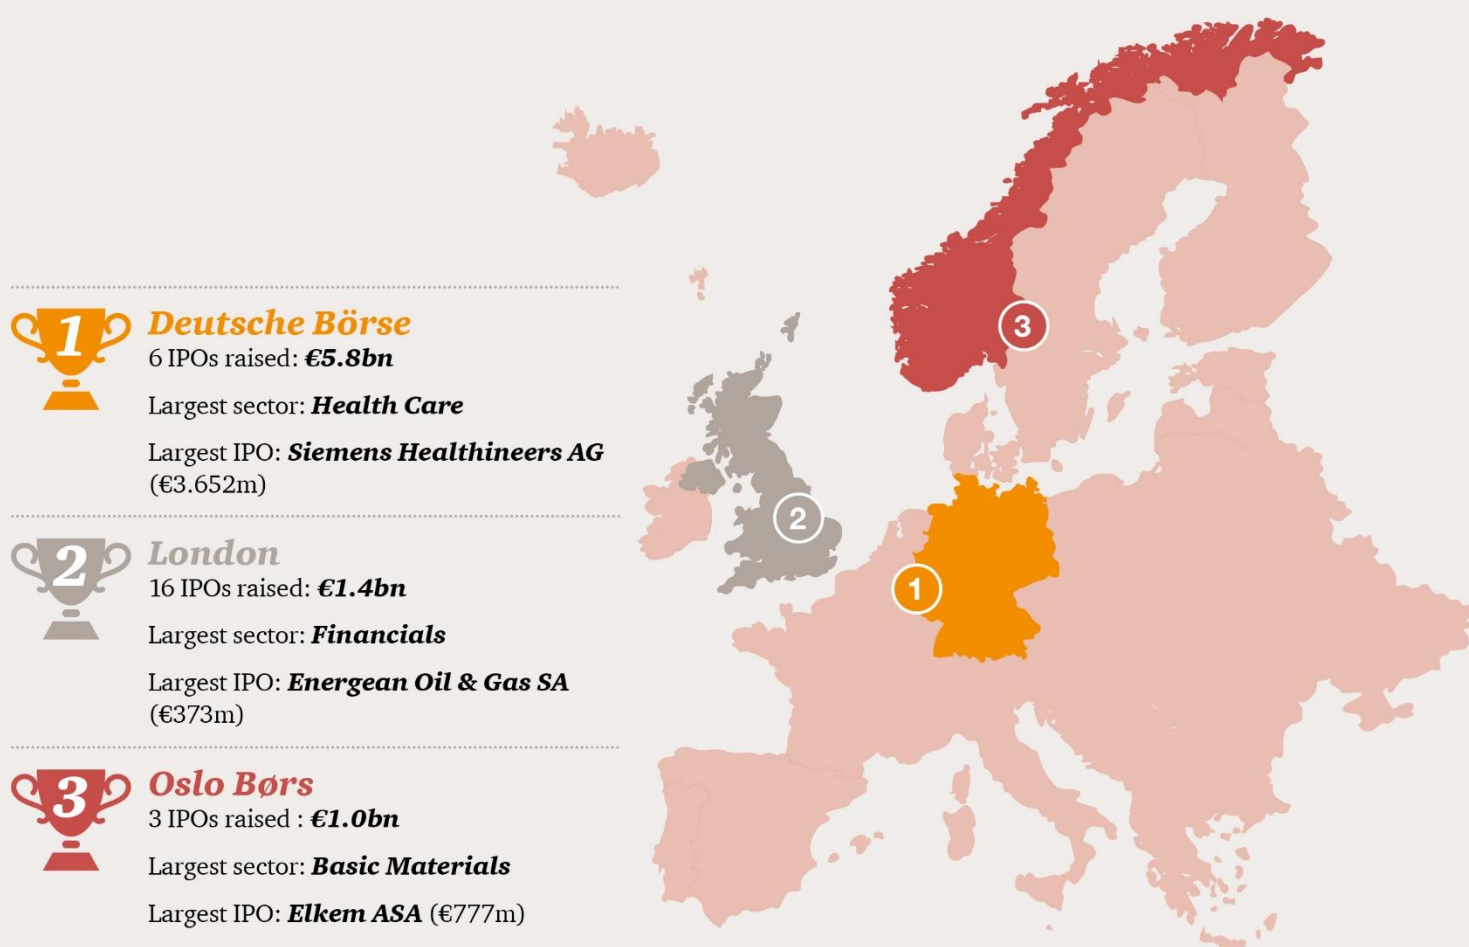 1
Deutsche Börse
6 IPOs raised: €5.8bn
Largest sector: Health Care
Largest IPO: Siemens Healthineers AG
(€3.652m)
2
London
16 IPOs raised: €1.4bn
Largest sector: Financials
Largest IPO: Energean Oil & Gas SA
(€373m)
3
Oslo Børs
3 IPOs raised : €1.0bn
Largest sector: Basic Materials
Largest IPO: Elkem ASA (€777m)
3
2
1